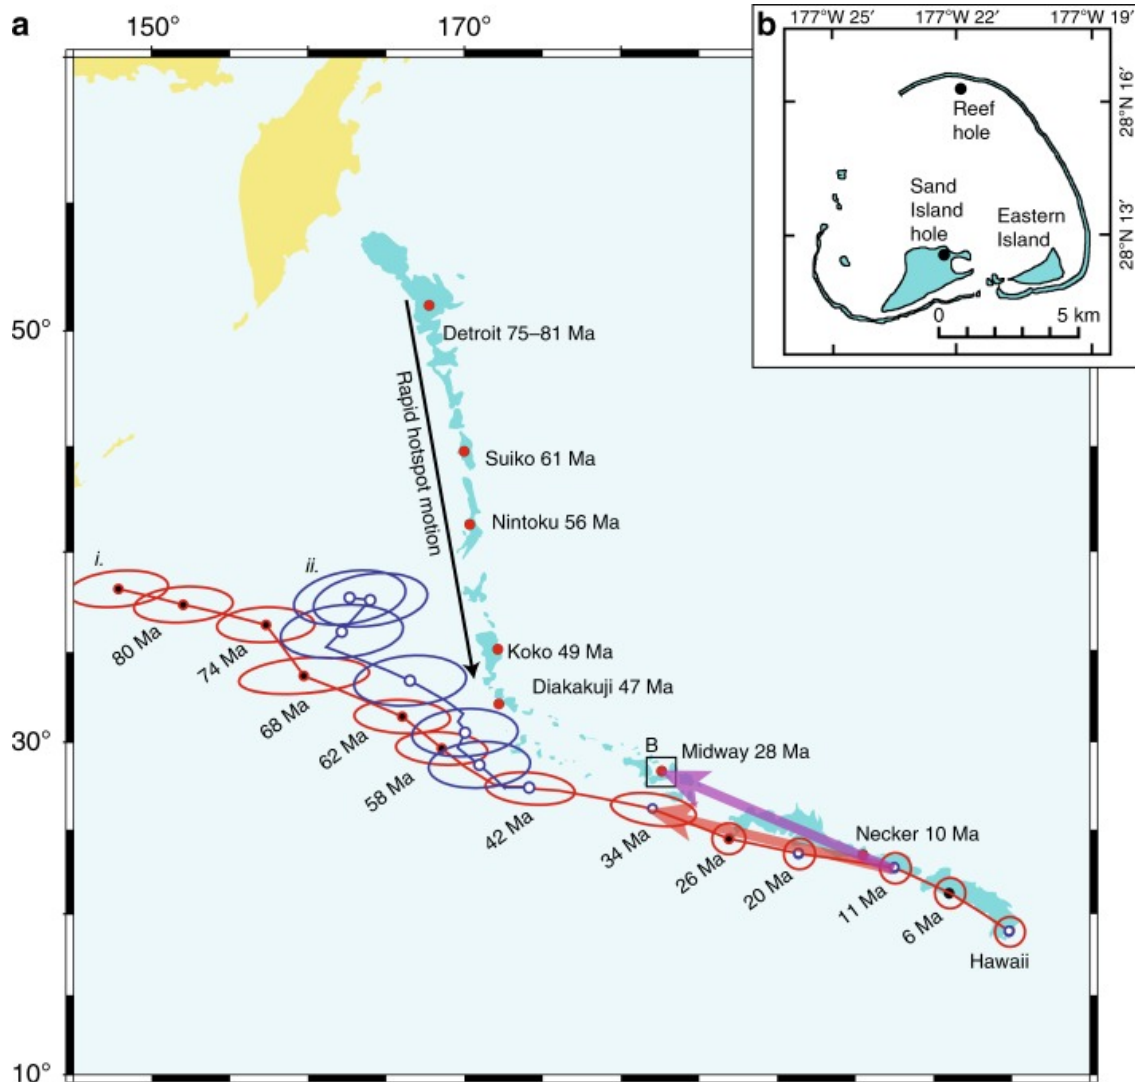 a
150°
170°
50°
30°
10°
Detroit 75–81 Ma
Rapid hotspot motion
Suiko 61 Ma
Nintoku 56 Ma
Koko 49 Ma
Diakakuji 47 Ma
B
Midway 28 Ma
Necker 10 Ma
i.
ii.
80 Ma
74 Ma
68 Ma
62 Ma
58 Ma
42 Ma
34 Ma
26 Ma
20 Ma
11 Ma
6 Ma
Hawaii
b
177°W 25′
177°W 22′
177°W 19′
28°N 16′
28°N 13′
Reef
hole
Sand
Island
hole
Eastern
Island
0
5 km